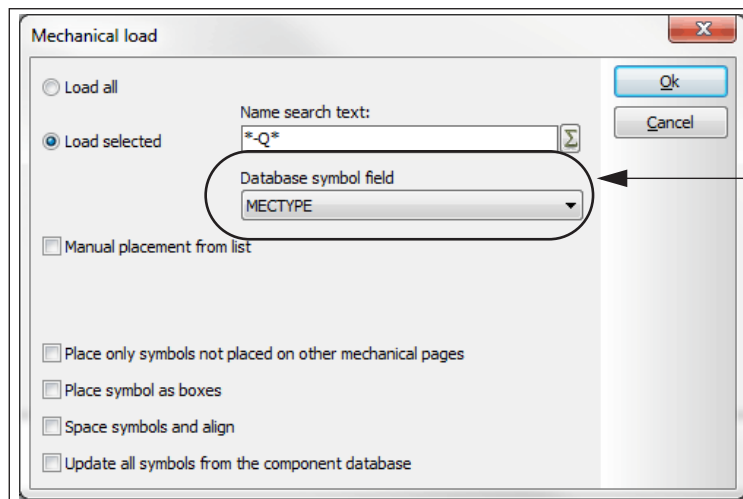 Mechanical load
Load all
Ok
Name search text:
Load selected
*-Q*
Σ
Cancel
Database symbol field
MECTYPE
Manual placement from list
Place only symbols not placed on other mechanical pages
Place symbol as boxes
Space symbols and align
Update all symbols from the component database